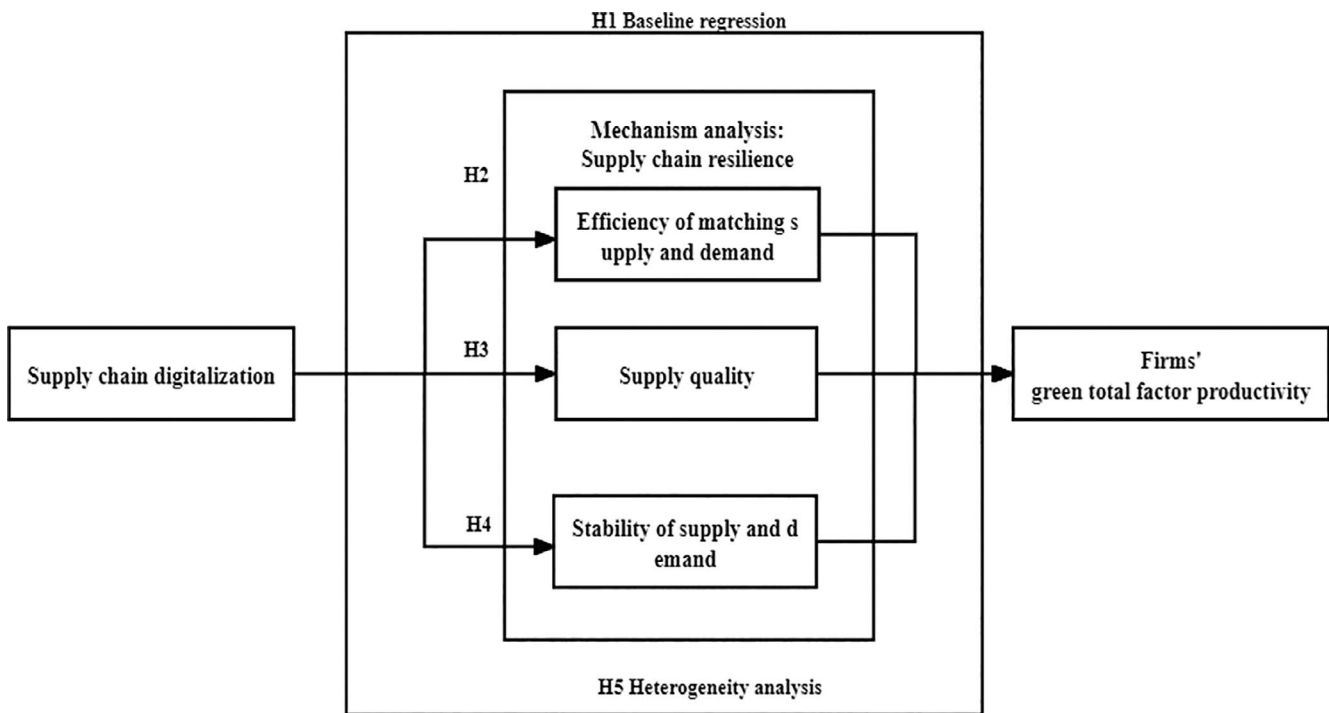 H1 Baseline regression
Mechanism analysis:
Supply chain resilience
H2
Efficiency of matching s
upply and demand
Supply chain digitalization
H3
Supply quality
Firms'
green total factor productivity
H4
Stability of supply and d
emand
H5 Heterogeneity analysis